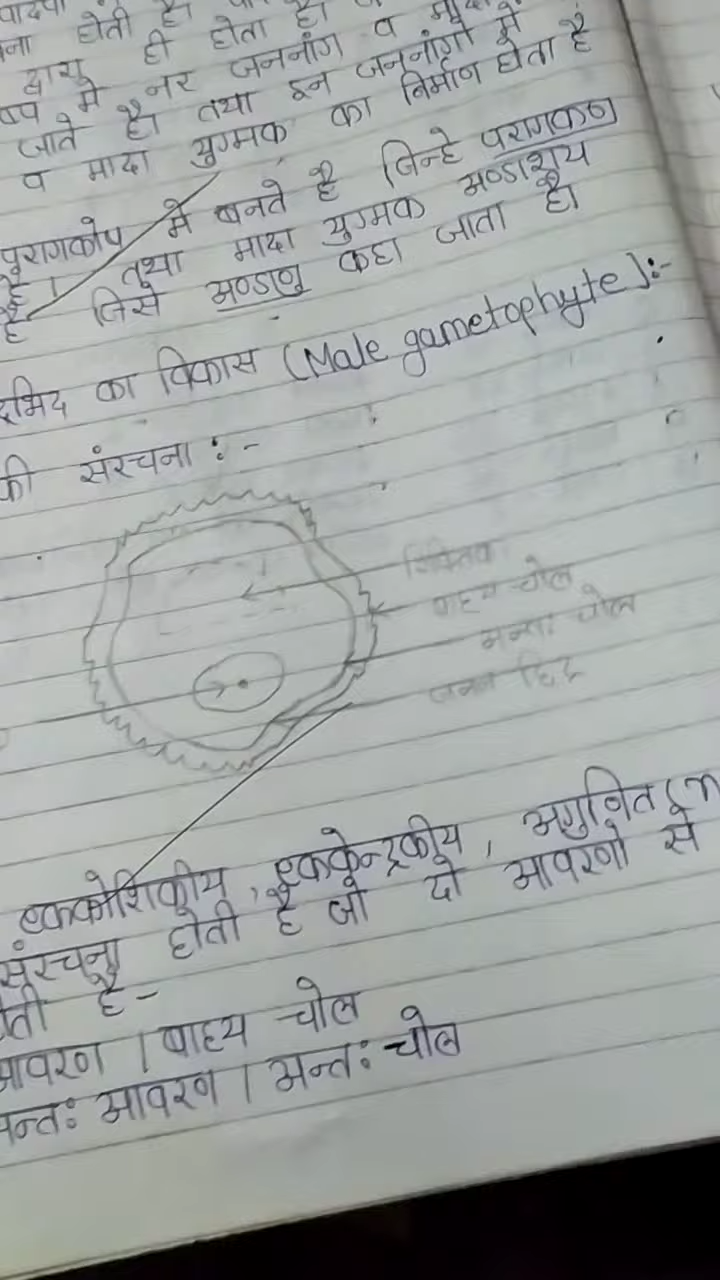 ना होती है।
द्वारा ही होता है।
में नर जननांग व
जाते है। तथा इन जननांगो में
व मादा युग्मक का निर्माण होता है
परागकोष में बनते है जिन्हे परागकण
है। तथा मादा युग्मक अण्डाशय
है जिसे अण्डाणु कहा जाता है।
द्भिद का विकास (Male gametophyte):-
की संरचना :-
बाह्य चोल
अन्तः चोल
जनन छिद्र
एककोशिकीय, एककेन्द्रकीय, अगुणित (n
संरचना होती है जो दो आवरणो से
ोती है -
आवरण / बाह्य चोल
अन्तः आवरण / अन्तः चोल